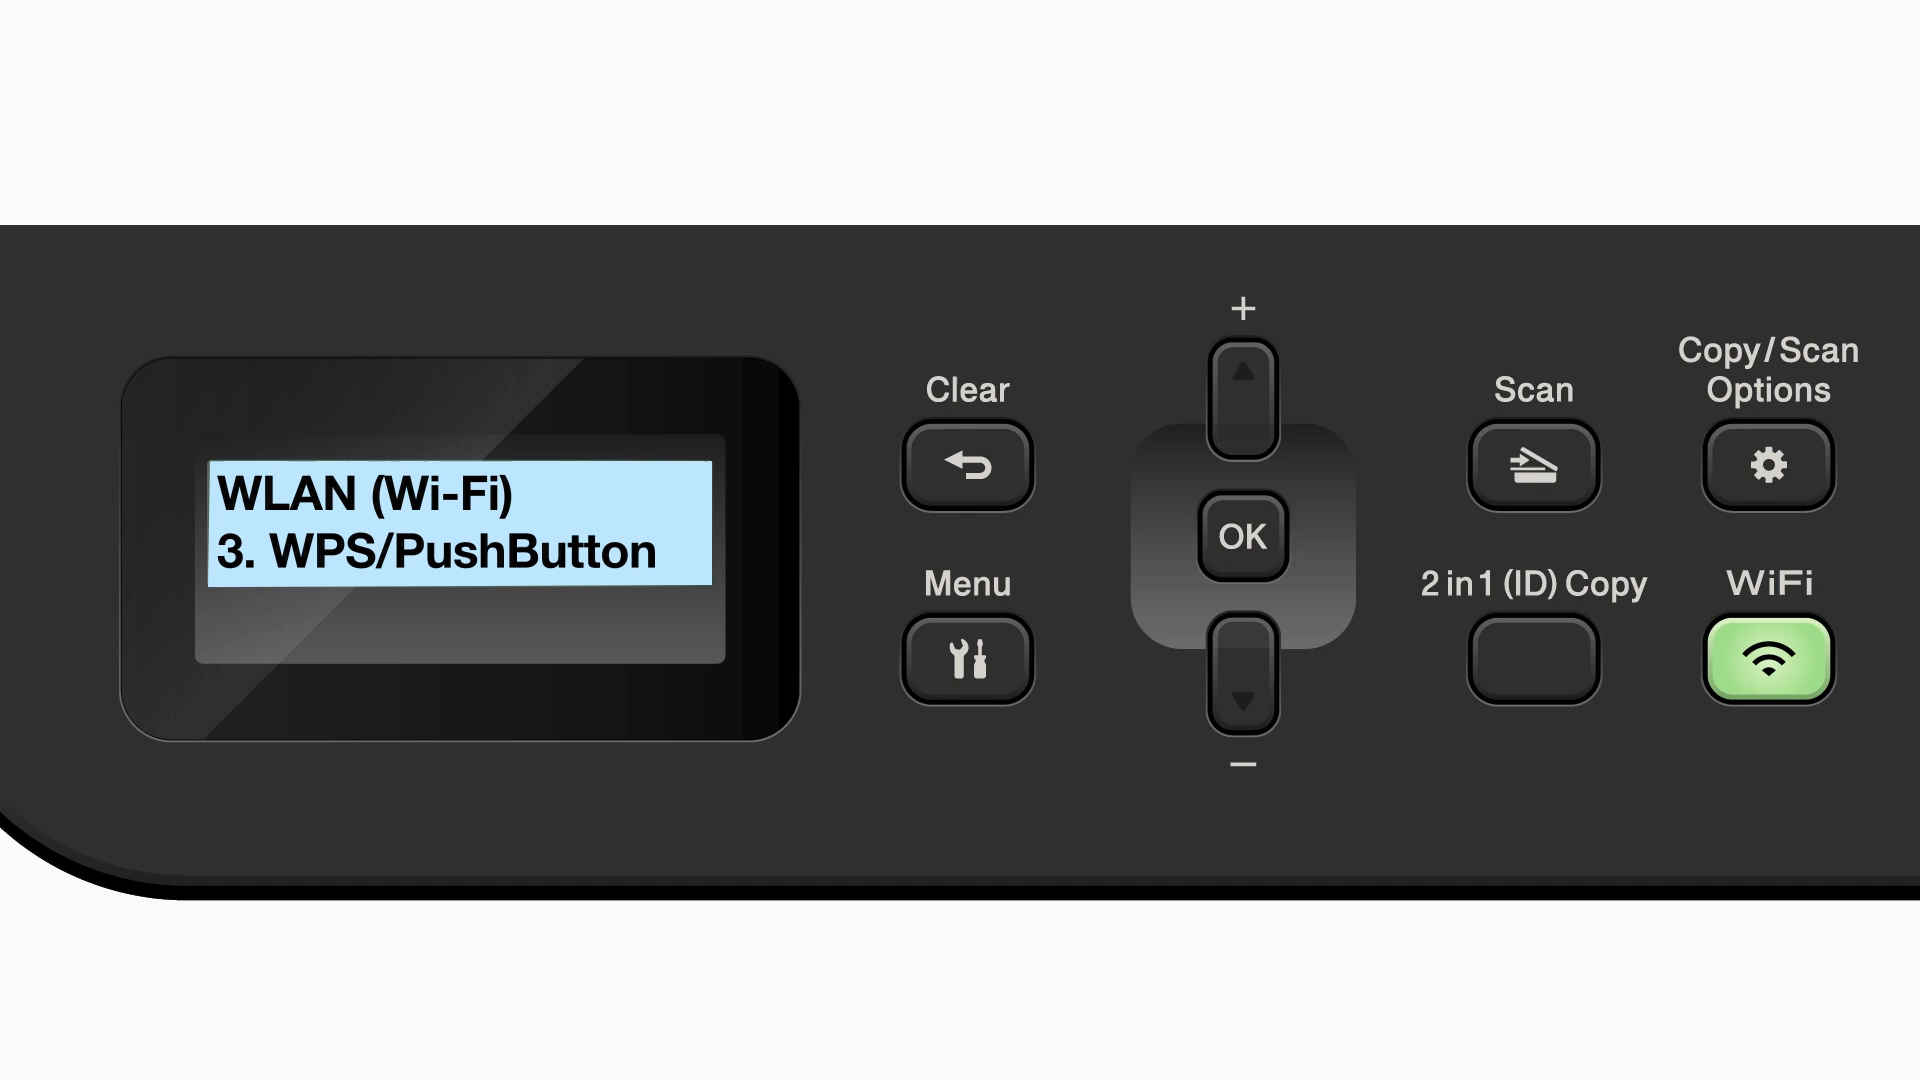 WLAN (Wi-Fi)
3. WPS/PushButton
Clear
Menu
+
OK
–
Scan
Copy/Scan
Options
2 in 1 (ID) Copy
WiFi